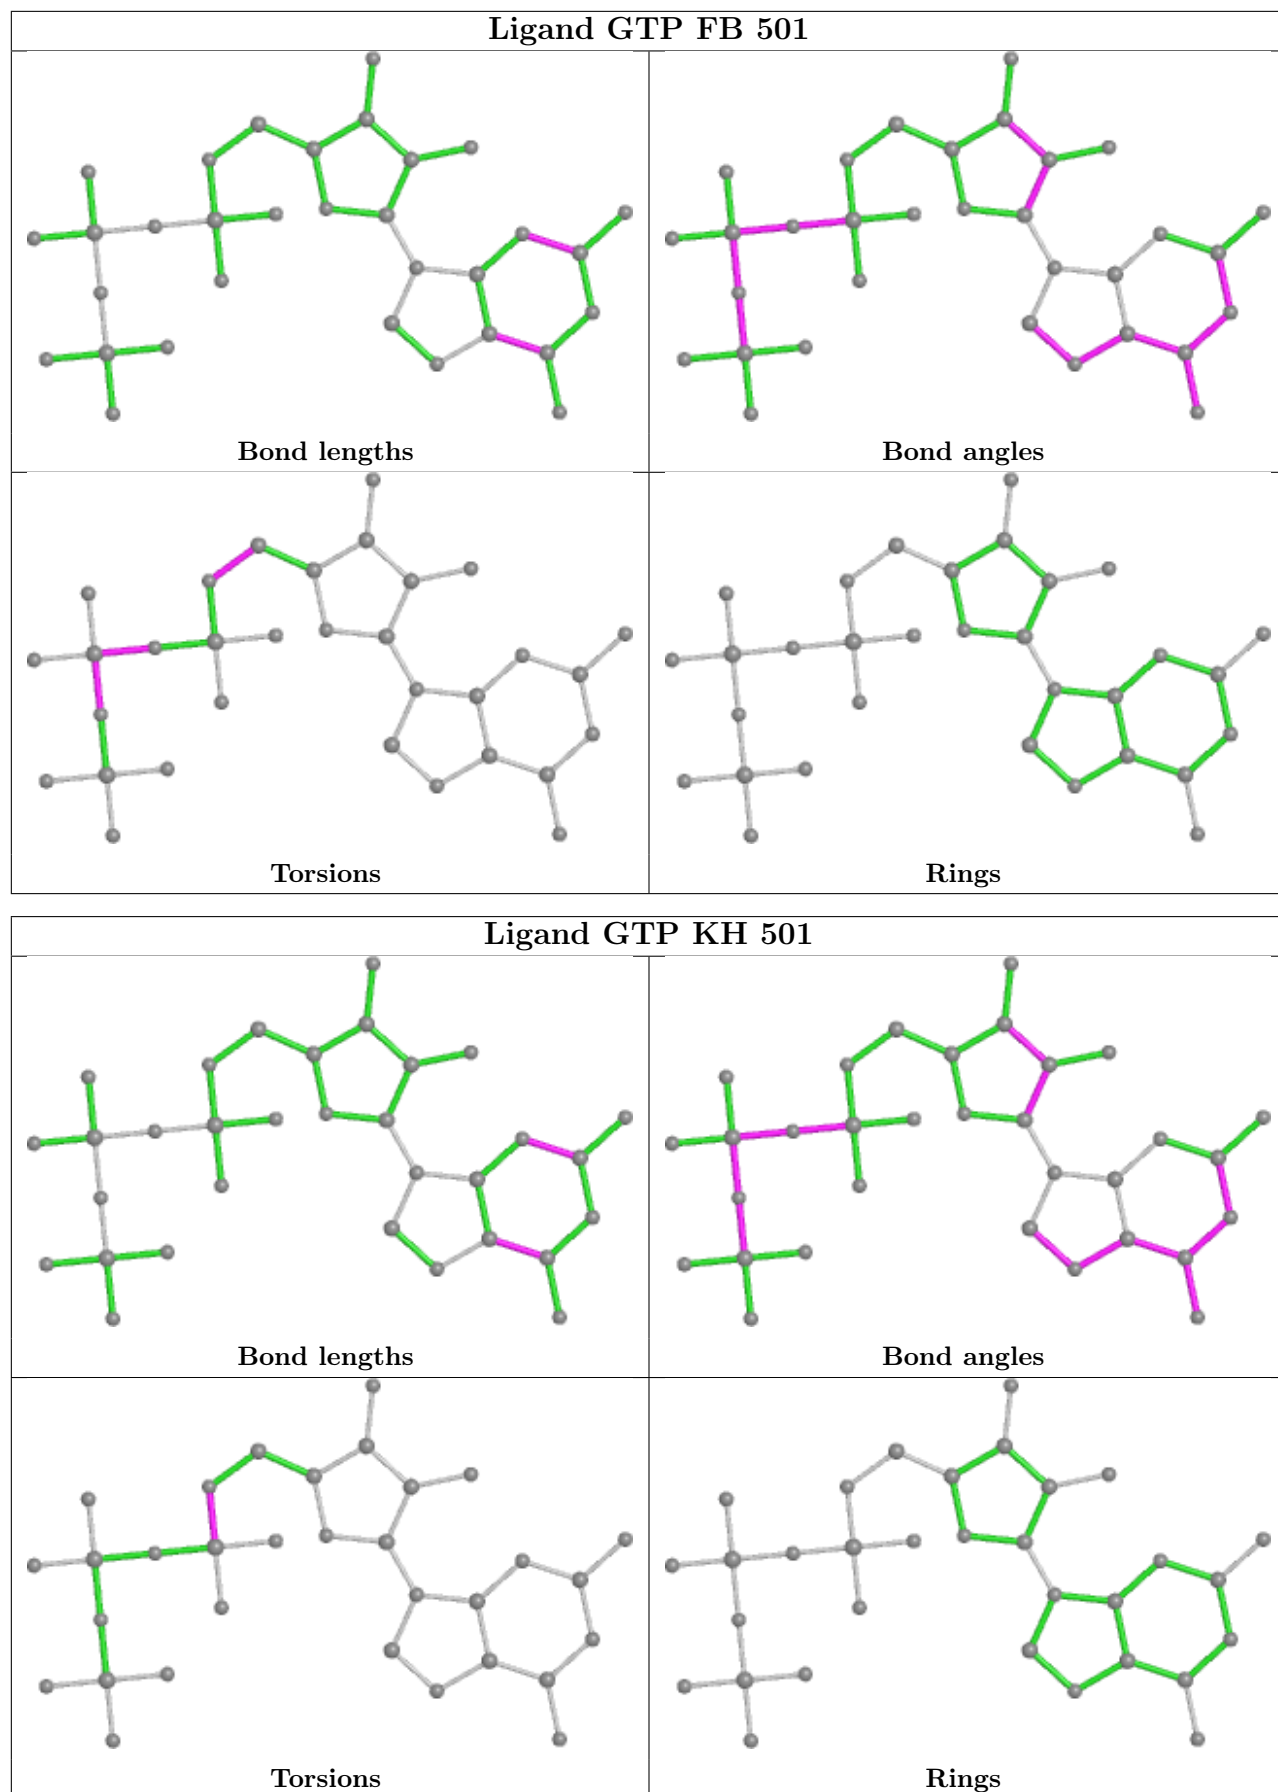 Ligand GTP FB 501
Bond lengths
Bond angles
Torsions
Rings
Ligand GTP KH 501
Bond lengths
Bond angles
Torsions
Rings